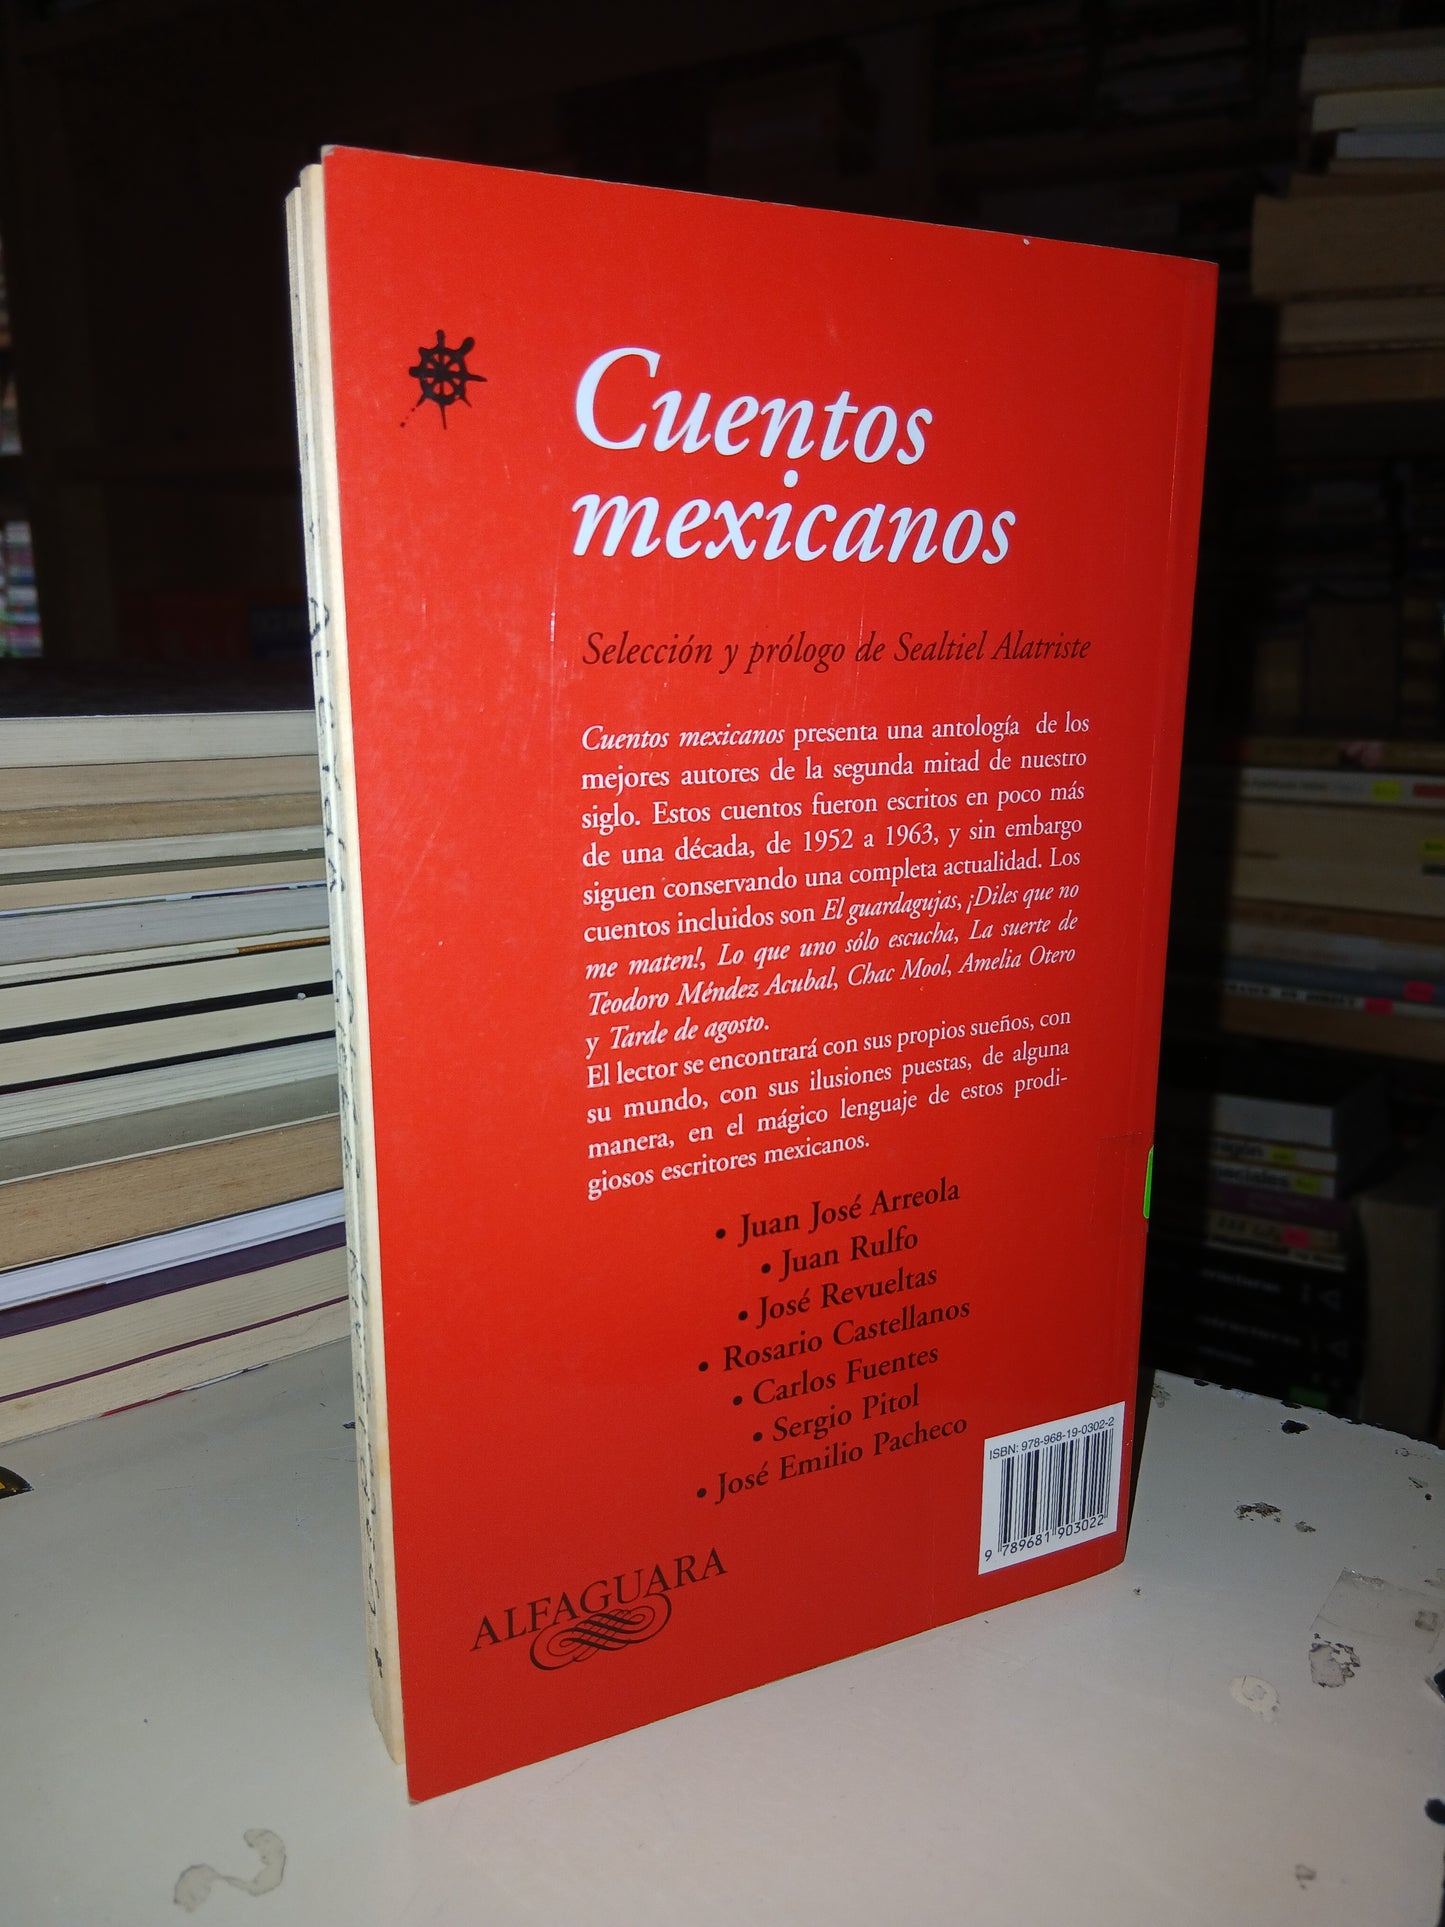 Cuentos
mexicanos
Selección y prólogo de Sealtiel Alatriste
Cuentos mexicanos presenta una antología de los
mejores autores de la segunda mitad de nuestro
siglo. Estos cuentos fueron escritos en poco más
de una década, de 1952 a 1963, y sin embargo
siguen conservando una completa actualidad. Los
cuentos incluidos son El guardagujas, ¡Diles que no
me maten!, Lo que uno sólo escucha, La suerte de
Teodoro Méndez Acubal, Chac Mool, Amelia Otero
y Tarde de agosto.
El lector se encontrará con sus propios sueños, con
su mundo, con sus ilusiones puestas, de alguna
manera, en el mágico lenguaje de estos prodi-
giosos escritores mexicanos.
• Juan José Arreola
• Juan Rulfo
• José Revueltas
• Rosario Castellanos
• Carlos Fuentes
• Sergio Pitol
• José Emilio Pacheco
ISBN: 978-968-19-0302-2
9 789681 903022
ALFAGUARA